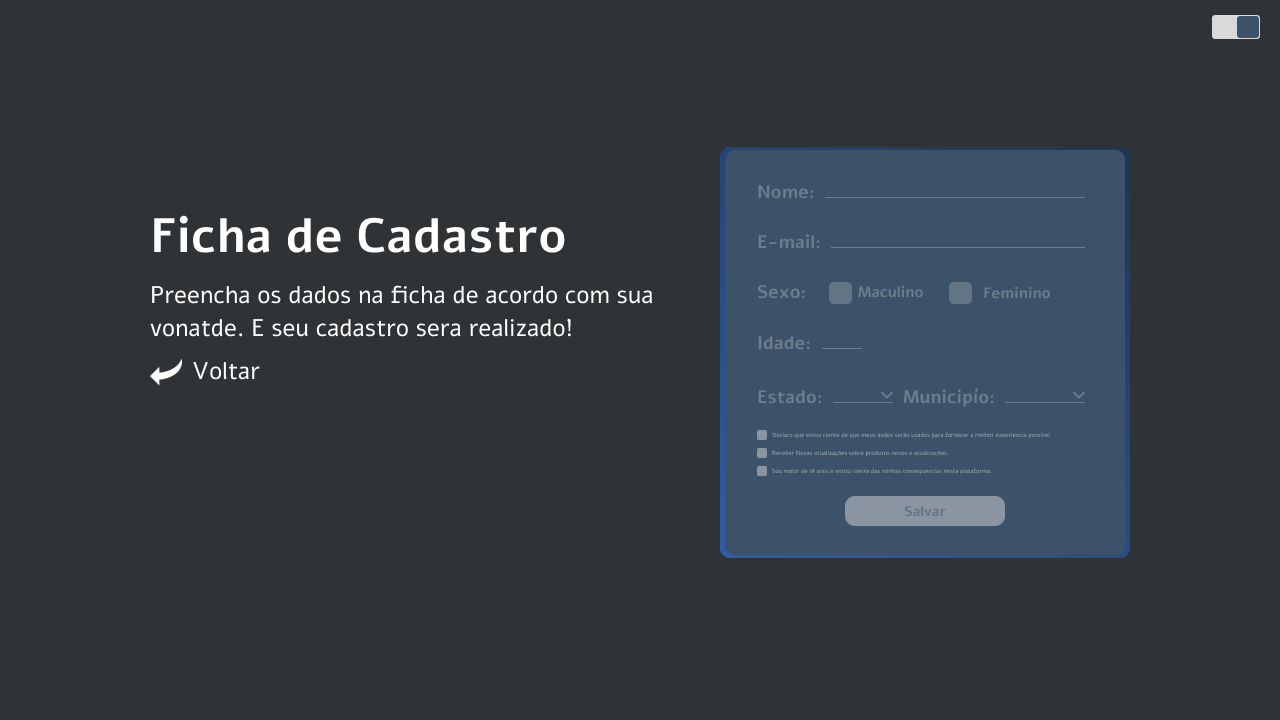 Ficha de Cadastro
Preencha os dados na ficha de acordo com sua
vonatde. E seu cadastro sera realizado!
Voltar
Nome:
E-mail:
Sexo: Maculino Feminino
Idade:
Estado: Município:
Declaro que estou ciente de que meus dados serão usados para fornecer a melhor experiencia possível.
Receber Novas atualizações sobre produtos novos e atualizações.
Sou maior de 18 anos e estou ciente das minhas consequencias nesta plataforma.
Salvar